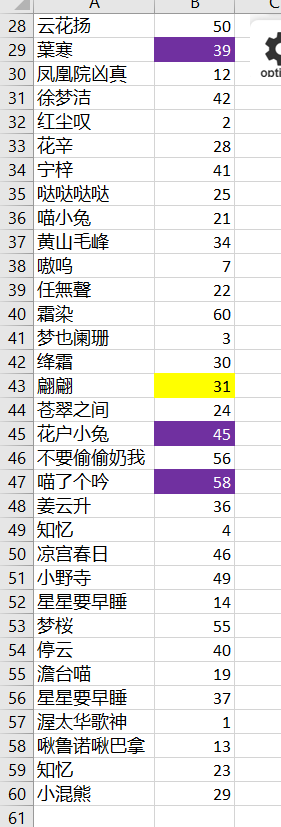 A B C
28 云花扬 50
29 葉寒 39
30 凤凰院凶真 12
31 徐梦洁 42
32 红尘叹 2
33 花辛 28
34 宁梓 41
35 哒哒哒哒 25
36 喵小兔 21
37 黄山毛峰 34
38 嗷呜 7
39 任無聲 22
40 霜染 60
41 梦也阑珊 3
42 绛霜 30
43 翩翩 31
44 苍翠之间 24
45 花户小兔 45
46 不要偷偷奶我 56
47 喵了个吟 58
48 姜云升 36
49 知忆 4
50 凉宫春日 46
51 小野寺 49
52 星星要早睡 14
53 梦桜 55
54 停云 40
55 澹台喵 19
56 星星要早睡 37
57 渥太华歌神 1
58 啾鲁诺啾巴拿 13
59 知忆 23
60 小混熊 29
61
opti